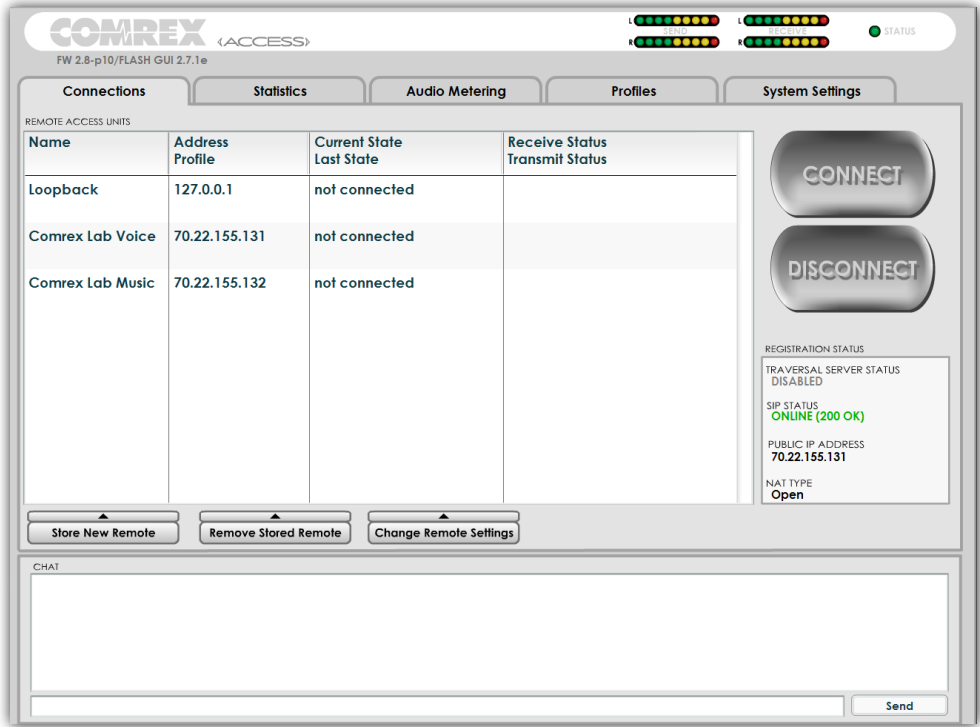 COMREX (ACCESS)
L SEND R
L RECEIVE R
STATUS
FW 2.8-p10/FLASH GUI 2.7.1e
Connections Statistics Audio Metering Profiles System Settings
REMOTE ACCESS UNITS
Name Address Current State Receive Status
Profile Last State Transmit Status
Loopback 127.0.0.1 not connected
Comrex Lab Voice 70.22.155.131 not connected
Comrex Lab Music 70.22.155.132 not connected
CONNECT
DISCONNECT
REGISTRATION STATUS
TRAVERSAL SERVER STATUS
DISABLED
SIP STATUS
ONLINE (200 OK)
PUBLIC IP ADDRESS
70.22.155.131
NAT TYPE
Open
Store New Remote Remove Stored Remote Change Remote Settings
CHAT
Send